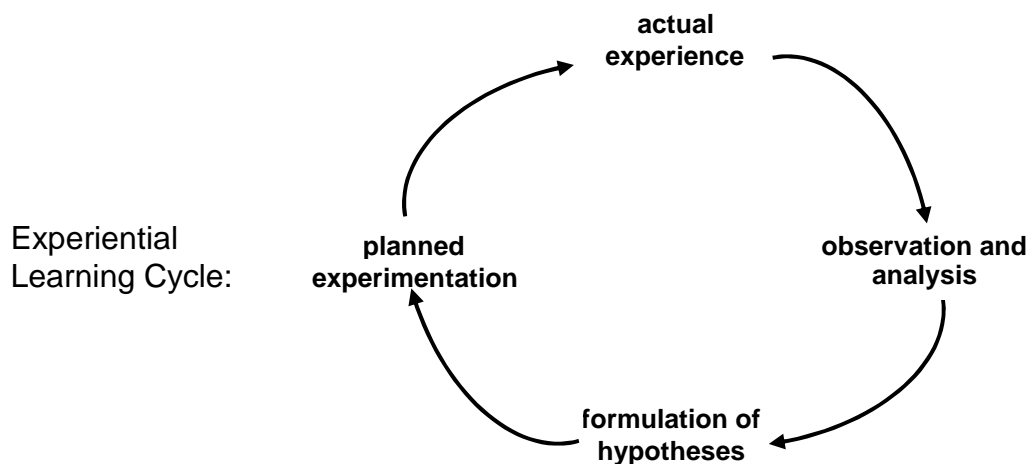 actual
experience
Experiential
Learning Cycle:
planned
experimentation
observation and
analysis
formulation of
hypotheses